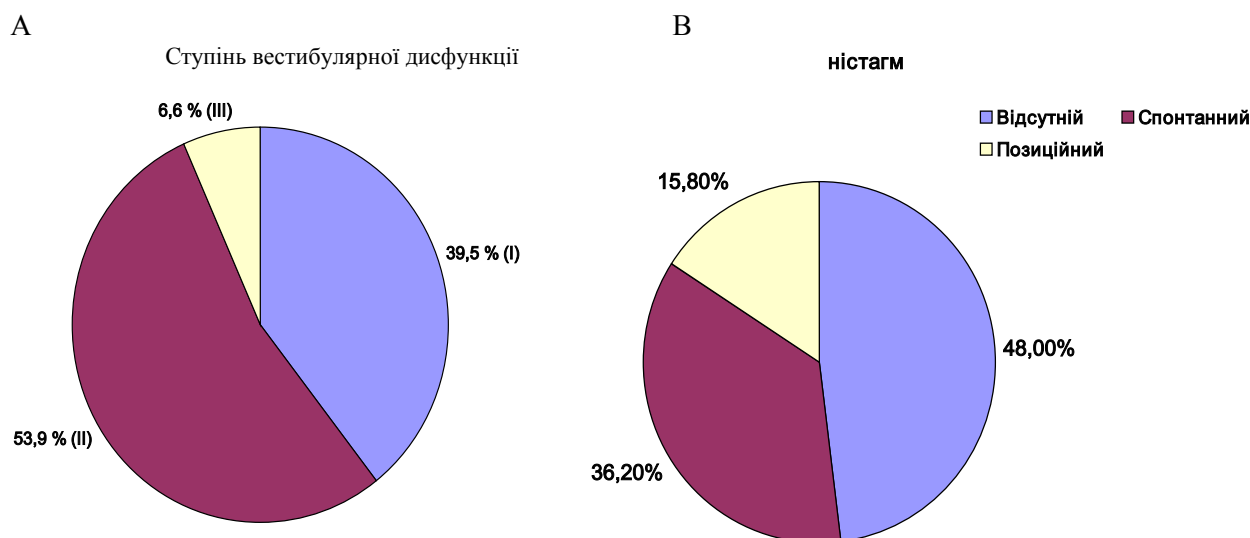 А
Ступінь вестибулярної дисфункції
6,6 % (III)
39,5 % (I)
53,9 % (II)
В
ністагм
Відсутній
Спонтанний
Позиційний
15,80%
48,00%
36,20%